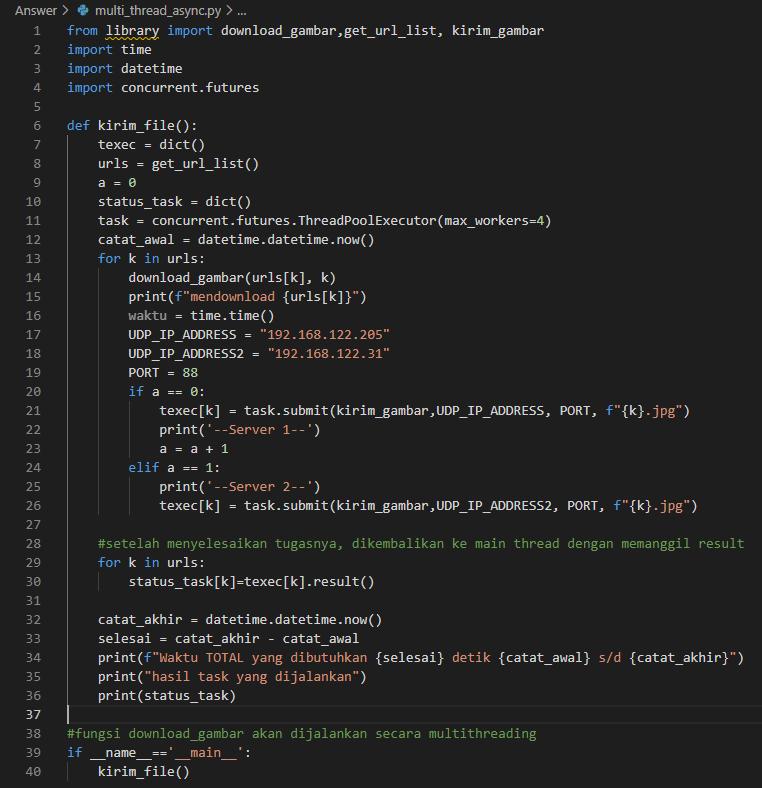 Answer > multi_thread_async.py > ...
1 from library import download_gambar,get_url_list, kirim_gambar
2 import time
3 import datetime
4 import concurrent.futures
5
6 def kirim_file():
7     texec = dict()
8     urls = get_url_list()
9     a = 0
10     status_task = dict()
11     task = concurrent.futures.ThreadPoolExecutor(max_workers=4)
12     catat_awal = datetime.datetime.now()
13     for k in urls:
14         download_gambar(urls[k], k)
15         print(f"mendownload {urls[k]}")
16         waktu = time.time()
17         UDP_IP_ADDRESS = "192.168.122.205"
18         UDP_IP_ADDRESS2 = "192.168.122.31"
19         PORT = 88
20         if a == 0:
21             texec[k] = task.submit(kirim_gambar,UDP_IP_ADDRESS, PORT, f"{k}.jpg")
22             print('--Server 1--')
23             a = a + 1
24         elif a == 1:
25             print('--Server 2--')
26             texec[k] = task.submit(kirim_gambar,UDP_IP_ADDRESS2, PORT, f"{k}.jpg")
27
28     #setelah menyelesaikan tugasnya, dikembalikan ke main thread dengan memanggil result
29     for k in urls:
30         status_task[k]=texec[k].result()
31
32     catat_akhir = datetime.datetime.now()
33     selesai = catat_akhir - catat_awal
34     print(f"Waktu TOTAL yang dibutuhkan {selesai} detik {catat_awal} s/d {catat_akhir}")
35     print("hasil task yang dijalankan")
36     print(status_task)
37
38 #fungsi download_gambar akan dijalankan secara multithreading
39 if __name__=='__main__':
40     kirim_file()